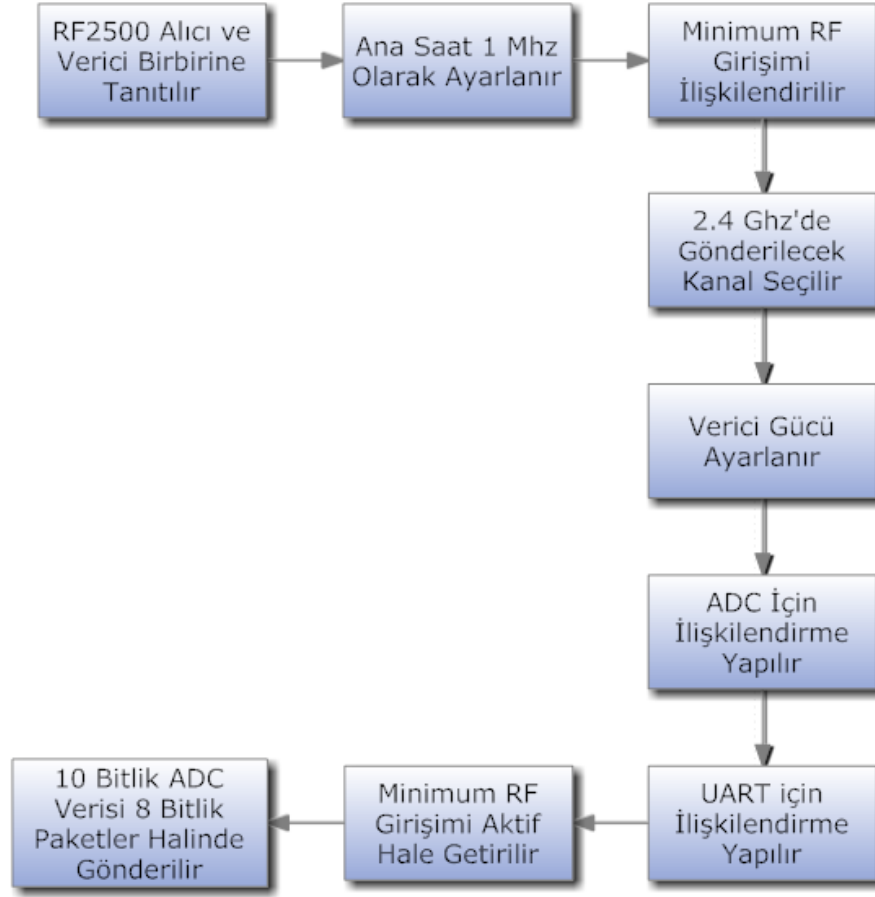 RF2500 Alıcı ve
Verici Birbirine
Tanıtılır
Ana Saat 1 Mhz
Olarak Ayarlanır
Minimum RF
Girişimi
İlişkilendirilir
2.4 Ghz'de
Gönderilecek
Kanal Seçilir
Verici Gücü
Ayarlanır
ADC İçin
İlişkilendirme
Yapılır
UART için
İlişkilendirme
Yapılır
Minimum RF
Girişimi Aktif
Hale Getirilir
10 Bitlik ADC
Verisi 8 Bitlik
Paketler Halinde
Gönderilir